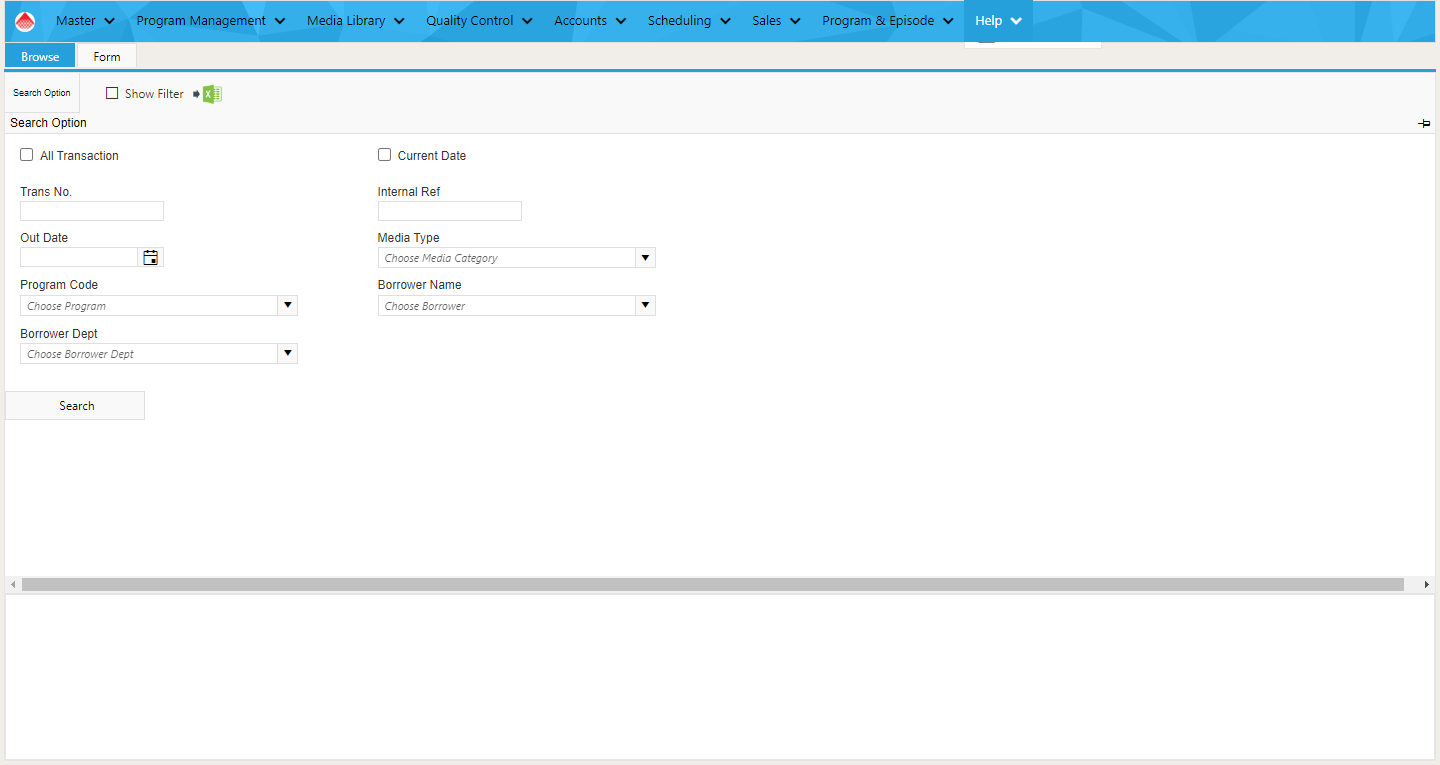 Master Program Management Media Library Quality Control Accounts Scheduling Sales Program & Episode Help
Browse Form
Search Option Show Filter
Search Option
All Transaction Current Date
Trans No. Internal Ref
Out Date Media Type
Choose Media Category
Program Code Borrower Name
Choose Program Choose Borrower
Borrower Dept
Choose Borrower Dept
Search